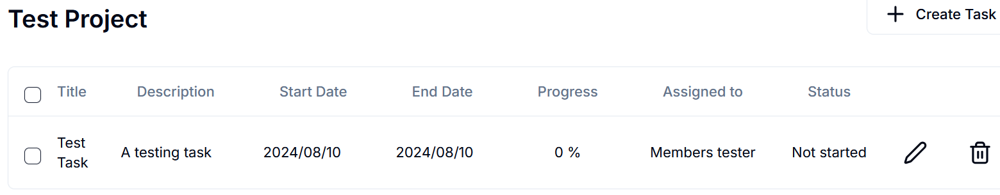 Test Project
Create Task
Title Description Start Date End Date Progress Assigned to Status
Test
Task
A testing task 2024/08/10 2024/08/10 0 % Members tester Not started